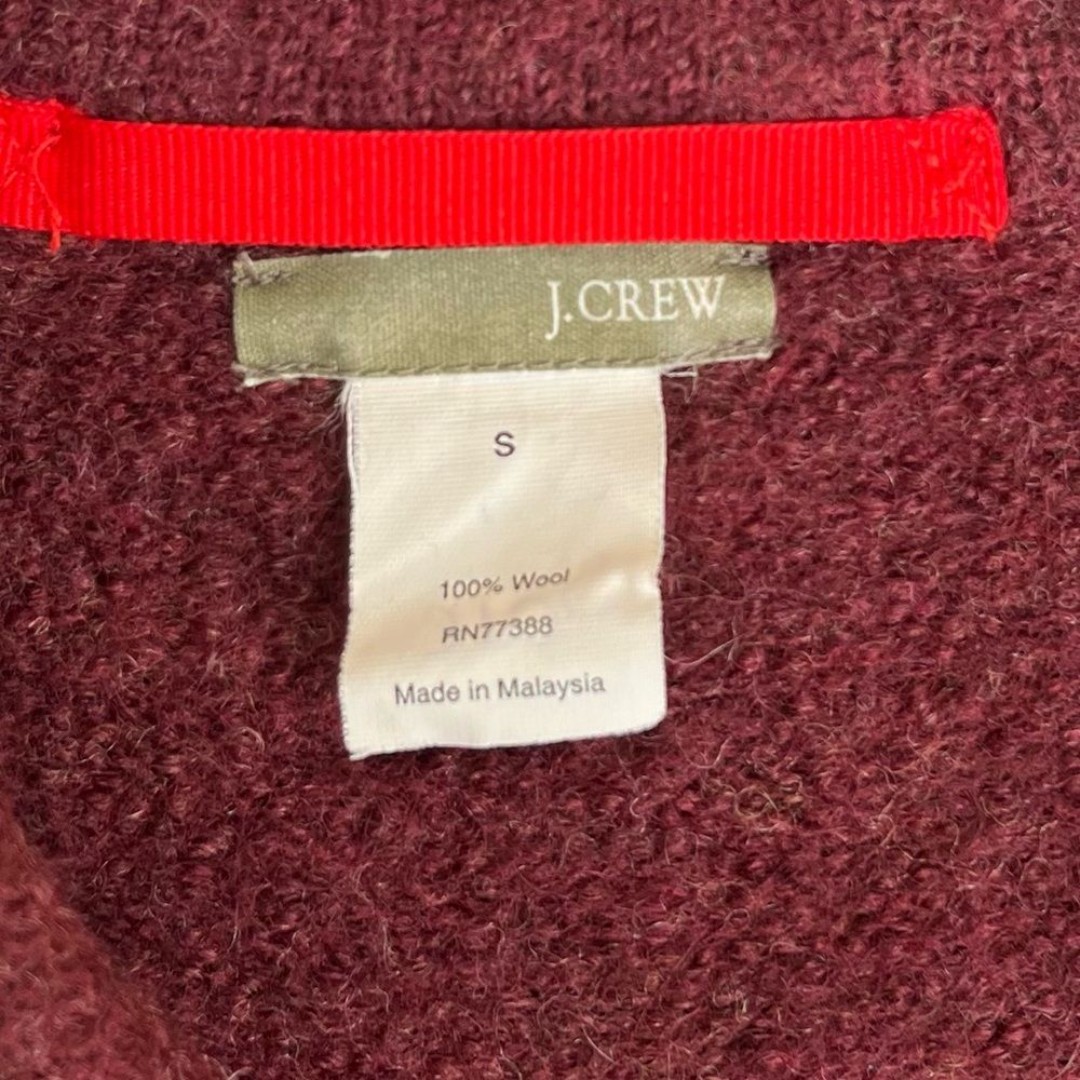 J.CREW
S
100% Wool
RN77388
Made in Malaysia